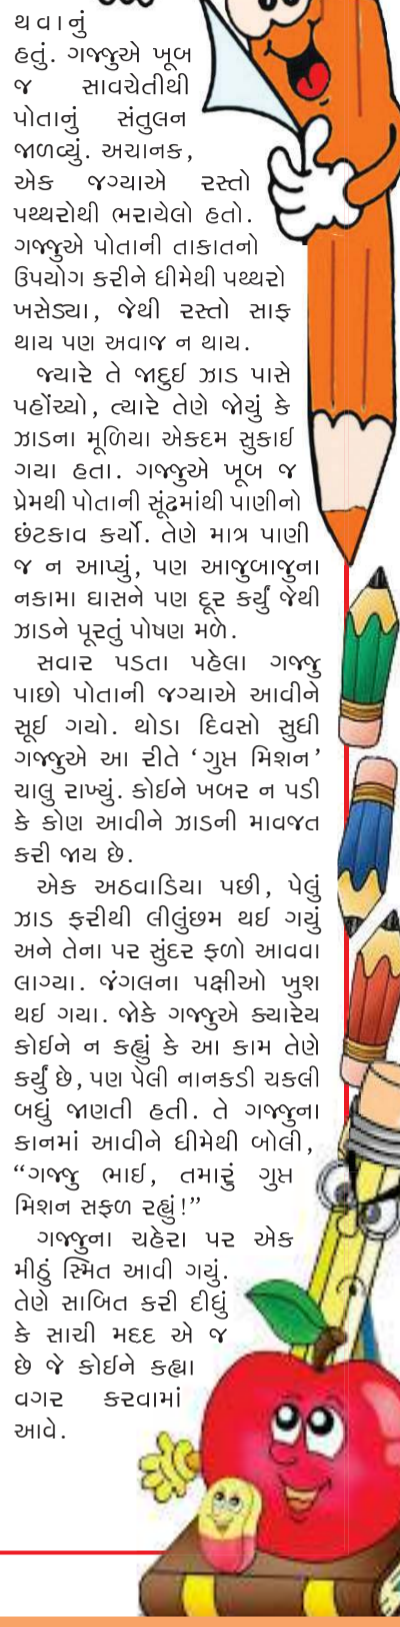 થવાનું
હતું. ગજ્જુએ ખૂબ
જ સાવચેતીથી
પોતાનું સંતુલન
જાળવ્યું. અચાનક,
એક જગ્યાએ રસ્તો
પથ્થરોથી ભરાયેલો હતો.
ગજ્જુએ પોતાની તાકાતનો
ઉપયોગ કરીને ધીમેથી પથ્થરો
ખસેડ્યા, જેથી રસ્તો સાફ
થાય પણ અવાજ ન થાય.
જ્યારે તે જાદુઈ ઝાડ પાસે
પહોંચ્યો, ત્યારે તેણે જોયું કે
ઝાડના મૂળિયા એકદમ સુકાઈ
ગયા હતા. ગજ્જુએ ખૂબ જ
પ્રેમથી પોતાની સૂંઢમાંથી પાણીનો
છંટકાવ કર્યો. તેણે માત્ર પાણી
જ ન આપ્યું, પણ આજુબાજુના
નકામા ઘાસને પણ દૂર કર્યું જેથી
ઝાડને પૂરતું પોષણ મળે.
સવાર પડતા પહેલા ગજ્જુ
પાછો પોતાની જગ્યાએ આવીને
સૂઈ ગયો. થોડા દિવસો સુધી
ગજ્જુએ આ રીતે ‘ગુપ્ત મિશન’
ચાલુ રાખ્યું. કોઈને ખબર ન પડી
કે કોણ આવીને ઝાડની માવજત
કરી જાય છે.
એક અઠવાડિયા પછી, પેલું
ઝાડ ફરીથી લીલુંછમ થઈ ગયું
અને તેના પર સુંદર ફળો આવવા
લાગ્યા. જંગલના પક્ષીઓ ખુશ
થઈ ગયા. જોકે ગજ્જુએ ક્યારેય
કોઈને ન કહ્યું કે આ કામ તેણે
કર્યું છે, પણ પેલી નાનકડી ચકલી
બધું જાણતી હતી. તે ગજ્જુના
કાનમાં આવીને ધીમેથી બોલી,
“ગજ્જુ ભાઈ, તમારું ગુપ્ત
મિશન સફળ રહ્યું!”
ગજ્જુના ચહેરા પર એક
મીઠું સ્મિત આવી ગયું.
તેણે સાબિત કરી દીધું
કે સાચી મદદ એ જ
છે જે કોઈને કહ્યા
વગર કરવામાં
આવે.